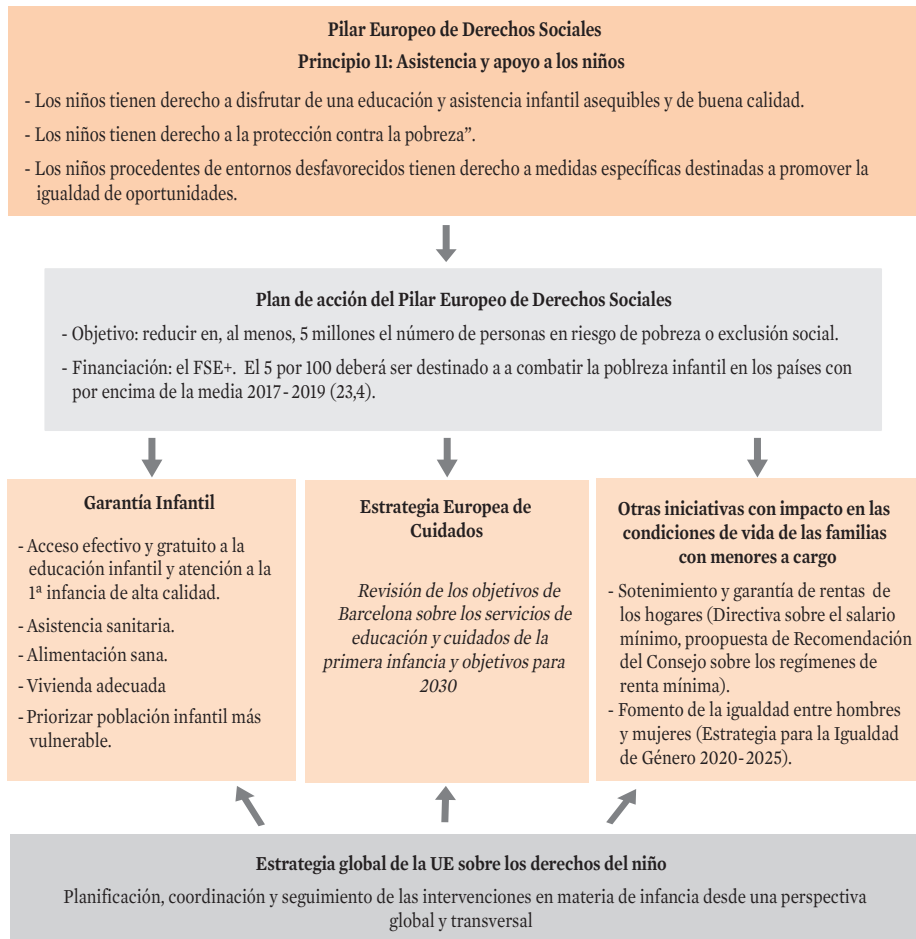 Pilar Europeo de Derechos Sociales
Principio 11: Asistencia y apoyo a los niños
- Los niños tienen derecho a disfrutar de una educación y asistencia infantil asequibles y de buena calidad.
- Los niños tienen derecho a la protección contra la pobreza”.
- Los niños procedentes de entornos desfavorecidos tienen derecho a medidas específicas destinadas a promover la
igualdad de oportunidades.
Plan de acción del Pilar Europeo de Derechos Sociales
- Objetivo: reducir en, al menos, 5 millones el número de personas en riesgo de pobreza o exclusión social.
- Financiación: el FSE+. El 5 por 100 deberá ser destinado a a combatir la poblreza infantil en los países con
por encima de la media 2017-2019 (23,4).
Garantía Infantil
- Acceso efectivo y gratuito a la
educación infantil y atención a la
1ª infancia de alta calidad.
- Asistencia sanitaria.
- Alimentación sana.
- Vivienda adecuada
- Priorizar población infantil más
vulnerable.
Estrategia Europea de
Cuidados
Revisión de los objetivos de
Barcelona sobre los servicios de
educación y cuidados de la
primera infancia y objetivos para
2030
Otras iniciativas con impacto en las
condiciones de vida de las familias
con menores a cargo
- Sotenimiento y garantía de rentas de
los hogares (Directiva sobre el salario
mínimo, proopuesta de Recomendación
del Consejo sobre los regímenes de
renta mínima).
- Fomento de la igualdad entre hombres
y mujeres (Estrategia para la Igualdad
de Género 2020-2025).
Estrategia global de la UE sobre los derechos del niño
Planificación, coordinación y seguimiento de las intervenciones en materia de infancia desde una perspectiva
global y transversal